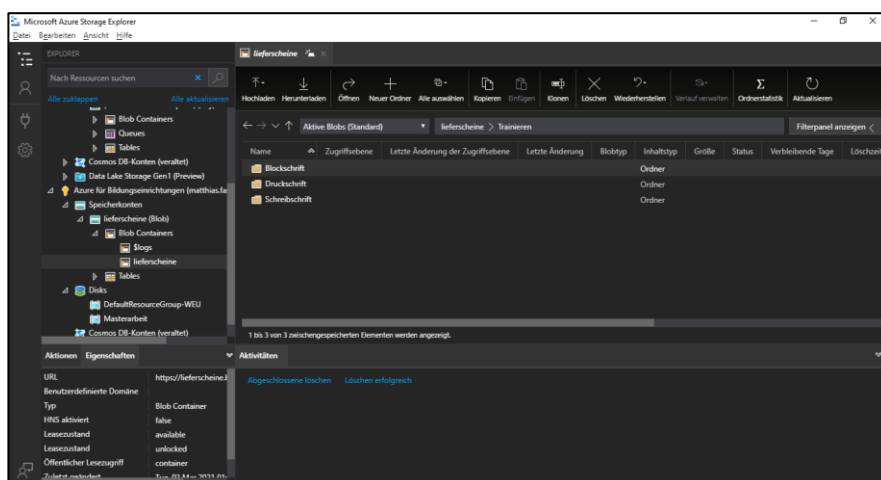 Microsoft Azure Storage Explorer
Datei Bearbeiten Ansicht Hilfe
EXPLORER
Nach Ressourcen suchen
Alle zuklappen Alle aktualisieren
Blob Containers
Queues
Tables
Cosmos DB-Konten (veraltet)
Data Lake Storage Gen1 (Preview)
Azure für Bildungseinrichtungen (matthias.fa
Speicherkonten
lieferscheine (Blob)
Blob Containers
$logs
lieferscheine
Tables
Disks
DefaultResourceGroup-WEU
Masterarbeit
Cosmos DB-Konten (veraltet)
Aktionen Eigenschaften
URL https://lieferscheine.l
Benutzerdefinierte Domäne
Typ Blob Container
HNS aktiviert false
Leasezustand available
Leasezustand unlocked
Öffentlicher Lesezugriff container
Zuletzt geändert Tue, 02 Mar 2021
lieferscheine
Hochladen Herunterladen Öffnen Neuer Ordner Alle auswählen Kopieren Einfügen Klonen Löschen Wiederherstellen Verlauf verwalten Ordnerstatistik Aktualisieren
Aktive Blobs (Standard) lieferscheine > Trainieren Filterpanel anzeigen
Name Zugriffsebene Letzte Änderung der Zugriffsebene Letzte Änderung Blobtyp Inhaltstyp Größe Status Verbleibende Tage Löschzeit
Blockschrift Ordner
Druckschrift Ordner
Schreibschrift Ordner
1 bis 3 von 3 zwischengespeicherten Elementen werden angezeigt.
Aktivitäten
Abgeschlossene löschen Löschen erfolgreich